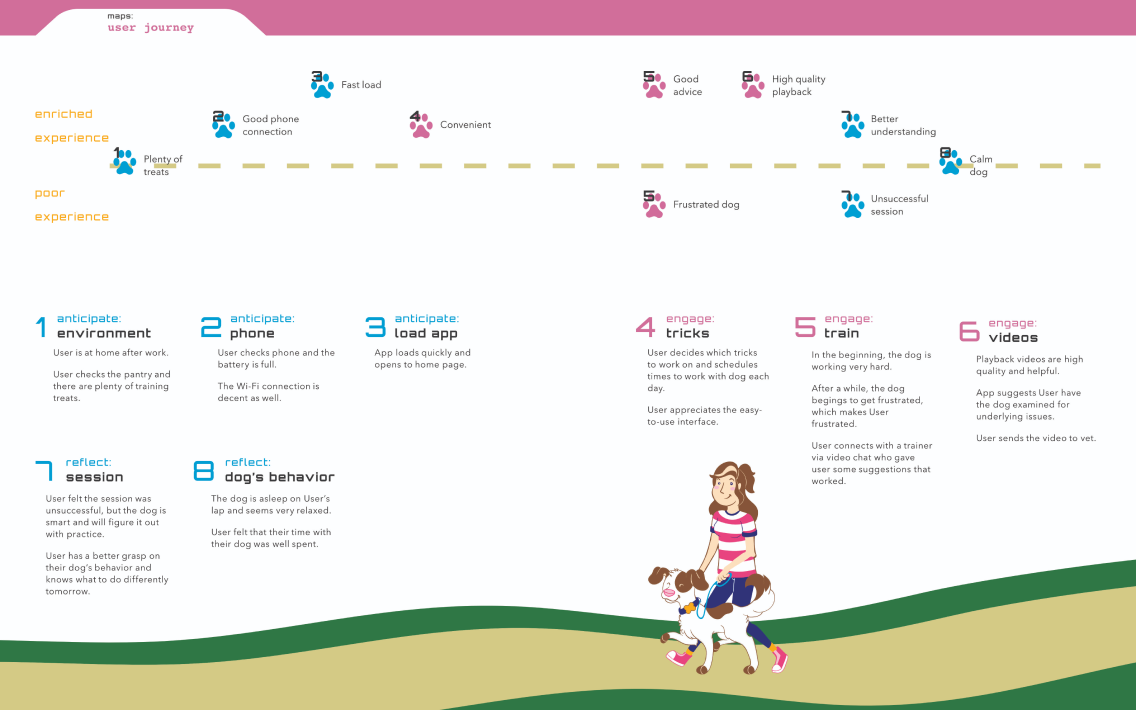 maps:
user journey
3
Fast load
5
Good
advice
6
High quality
playback
enriched
experience
2
Good phone
connection
4
Convenient
7
Better
understanding
1
Plenty of
treats
8
Calm
dog
poor
experience
5
Frustrated dog
7
Unsuccessful
session
1
anticipate:
environment
User is at home after work.
User checks the pantry and
there are plenty of training
treats.
2
anticipate:
phone
User checks phone and the
battery is full.
The Wi-Fi connection is
decent as well.
3
anticipate:
load app
App loads quickly and
opens to home page.
4
engage:
tricks
User decides which tricks
to work on and schedules
times to work with dog each
day.
User appreciates the easy-
to-use interface.
5
engage:
train
In the beginning, the dog is
working very hard.
After a while, the dog
begings to get frustrated,
which makes User
frustrated.
User connects with a trainer
via video chat who gave
user some suggestions that
worked.
6
engage:
videos
Playback videos are high
quality and helpful.
App suggests User have
the dog examined for
underlying issues.
User sends the video to vet.
7
reflect:
session
User felt the session was
unsuccessful, but the dog is
smart and will figure it out
with practice.
User has a better grasp on
their dog's behavior and
knows what to do differently
tomorrow.
8
reflect:
dog's behavior
The dog is asleep on User's
lap and seems very relaxed.
User felt that their time with
their dog was well spent.